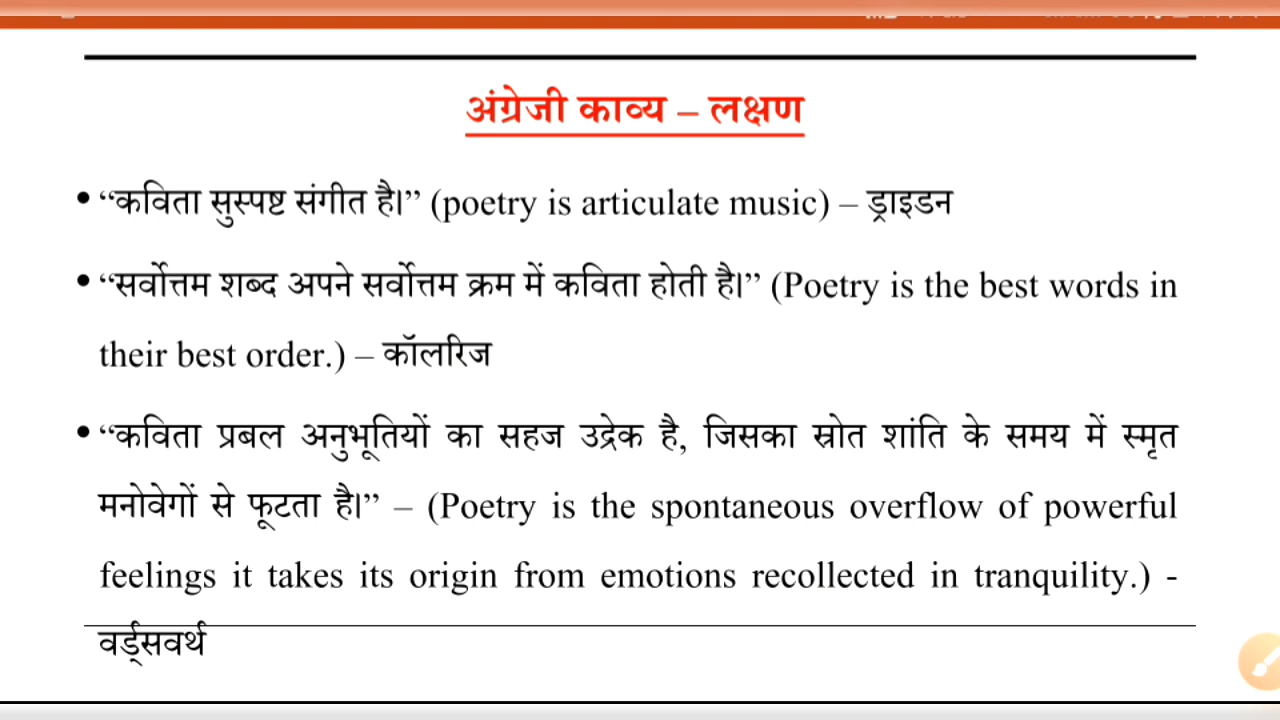 अंग्रेजी काव्य – लक्षण
• “कविता सुस्पष्ट संगीत है।” (poetry is articulate music) – ड्राइडन
• “सर्वोत्तम शब्द अपने सर्वोत्तम क्रम में कविता होती है।” (Poetry is the best words in
their best order.) – कॉलरिज
• “कविता प्रबल अनुभूतियों का सहज उद्रेक है, जिसका स्रोत शांति के समय में स्मृत
मनोवेगों से फूटता है।” – (Poetry is the spontaneous overflow of powerful
feelings it takes its origin from emotions recollected in tranquility.) -
वर्ड्सवर्थ